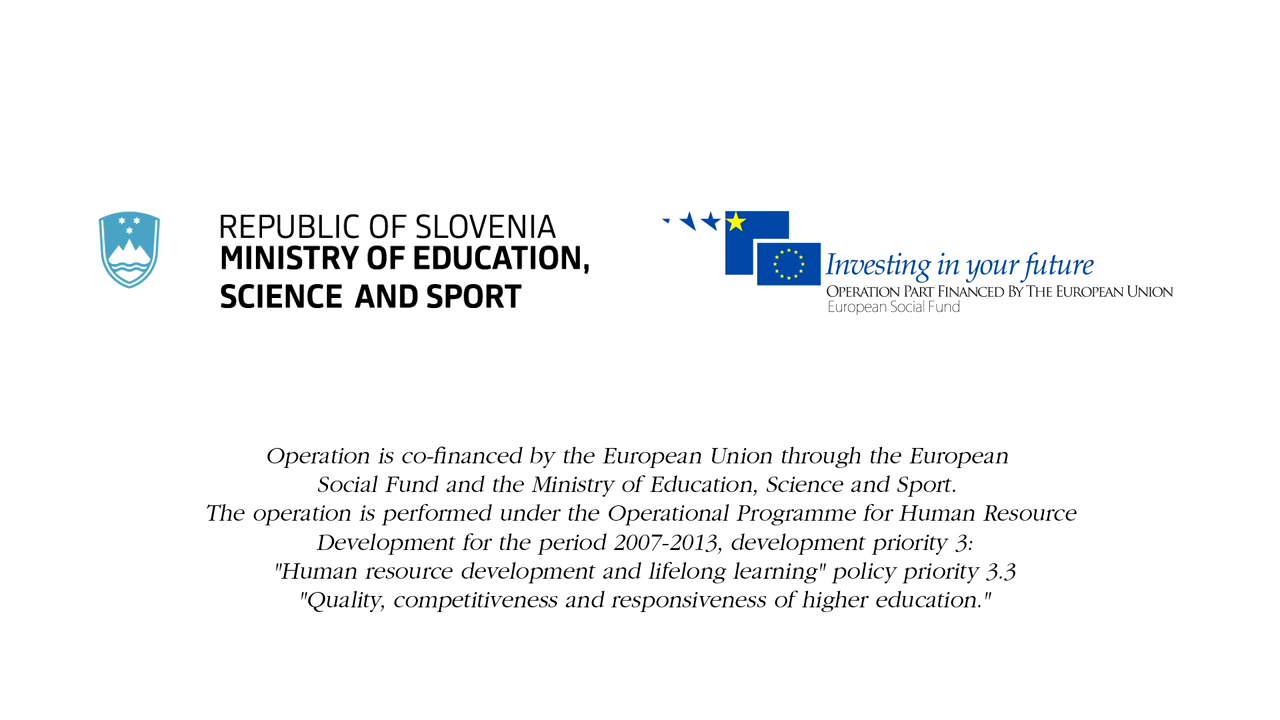 REPUBLIC OF SLOVENIA
MINISTRY OF EDUCATION,
SCIENCE AND SPORT
Investing in your future
OPERATION PART FINANCED BY THE EUROPEAN UNION
European Social Fund
Operation is co-financed by the European Union through the European
Social Fund and the Ministry of Education, Science and Sport.
The operation is performed under the Operational Programme for Human Resource
Development for the period 2007-2013, development priority 3:
"Human resource development and lifelong learning" policy priority 3.3
"Quality, competitiveness and responsiveness of higher education."